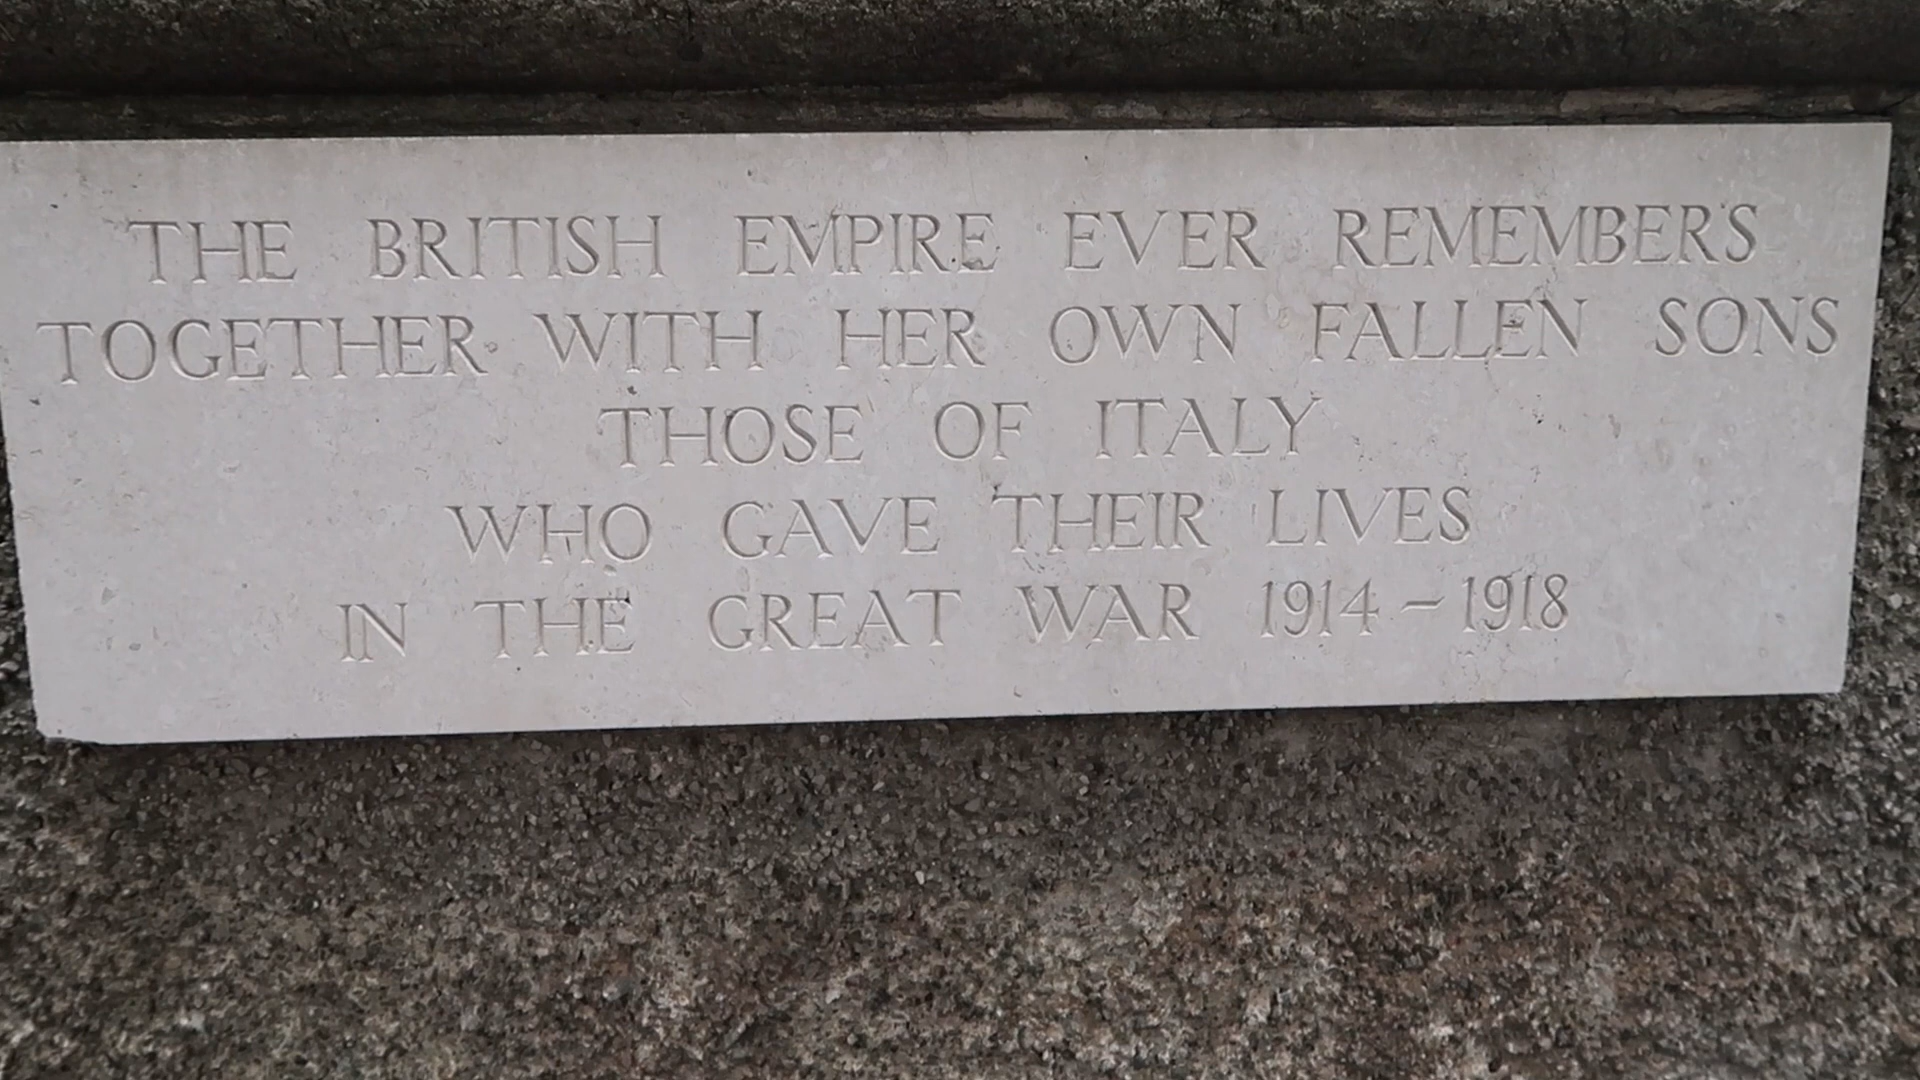 THE BRITISH EMPIRE EVER REMEMBERS
TOGETHER WITH HER OWN FALLEN SONS
THOSE OF ITALY
WHO GAVE THEIR LIVES
IN THE GREAT WAR 1914 – 1918